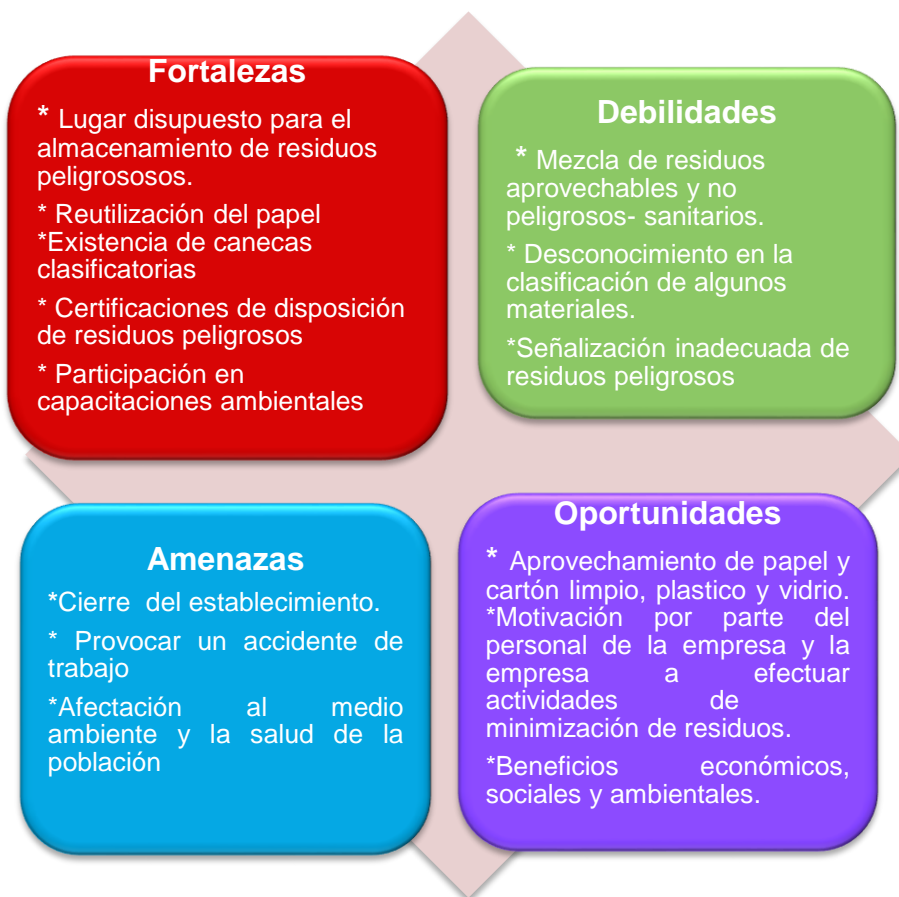 Fortalezas
* Lugar disupuesto para el
almacenamiento de residuos
peligrososos.
* Reutilización del papel
*Existencia de canecas
clasificatorias
* Certificaciones de disposición
de residuos peligrosos
* Participación en
capacitaciones ambientales
Debilidades
* Mezcla de residuos
aprovechables y no
peligrosos- sanitarios.
* Desconocimiento en la
clasificación de algunos
materiales.
*Señalización inadecuada de
residuos peligrosos
Amenazas
*Cierre del establecimiento.
* Provocar un accidente de
trabajo
*Afectación al medio
ambiente y la salud de la
población
Oportunidades
* Aprovechamiento de papel y
cartón limpio, plastico y vidrio.
*Motivación por parte del
personal de la empresa y la
empresa a efectuar
actividades de
minimización de residuos.
*Beneficios económicos,
sociales y ambientales.